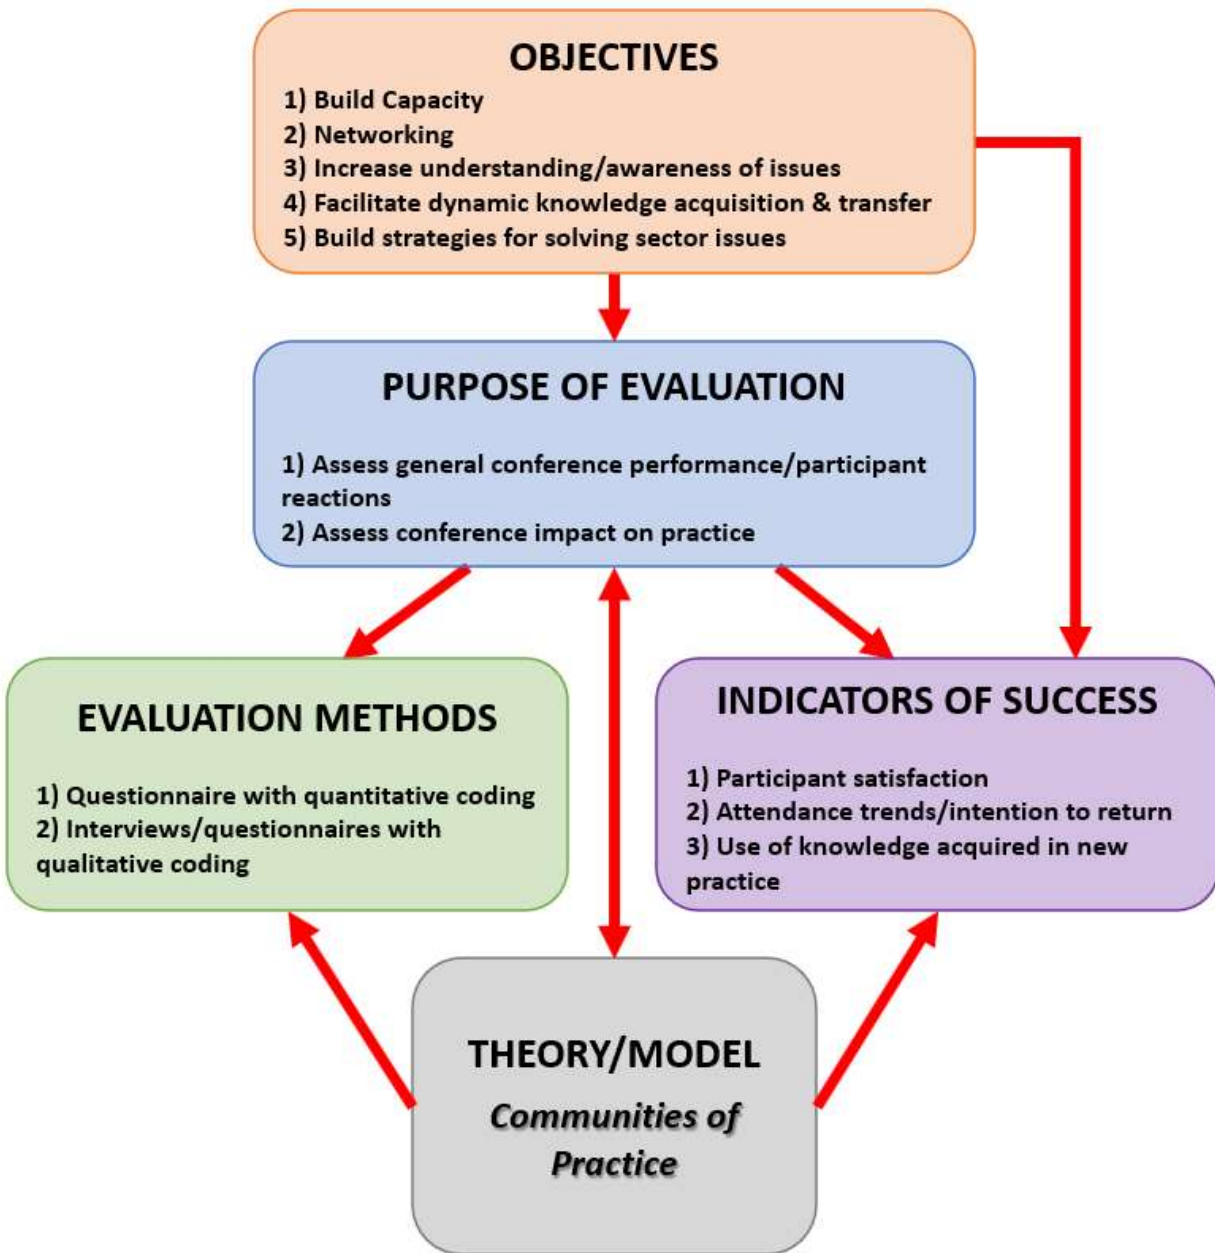 OBJECTIVES
1) Build Capacity
2) Networking
3) Increase understanding/awareness of issues
4) Facilitate dynamic knowledge acquisition & transfer
5) Build strategies for solving sector issues
PURPOSE OF EVALUATION
1) Assess general conference performance/participant
reactions
2) Assess conference impact on practice
EVALUATION METHODS
1) Questionnaire with quantitative coding
2) Interviews/questionnaires with
qualitative coding
INDICATORS OF SUCCESS
1) Participant satisfaction
2) Attendance trends/intention to return
3) Use of knowledge acquired in new
practice
THEORY/MODEL
Communities of
Practice